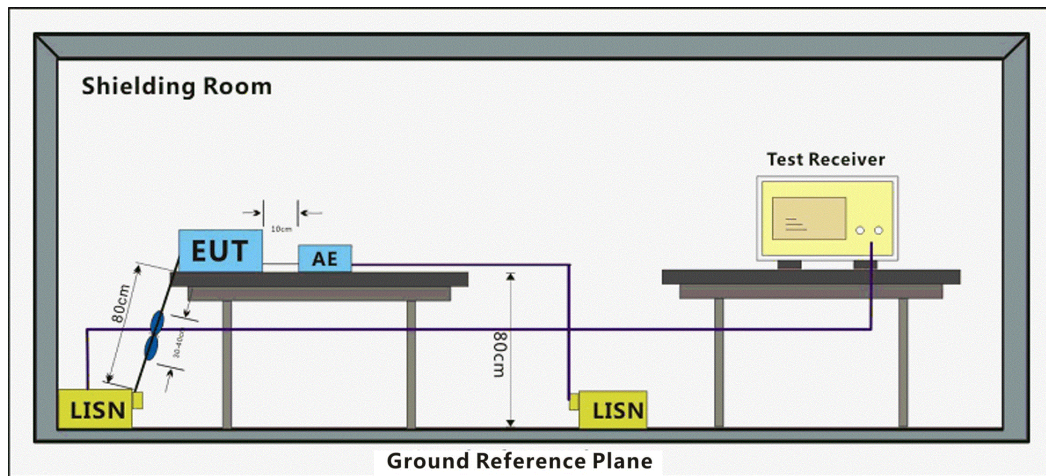 Shielding Room
Test Receiver
10cm
EUT
AE
80cm
30-40cm
80cm
LISN
LISN
Ground Reference Plane